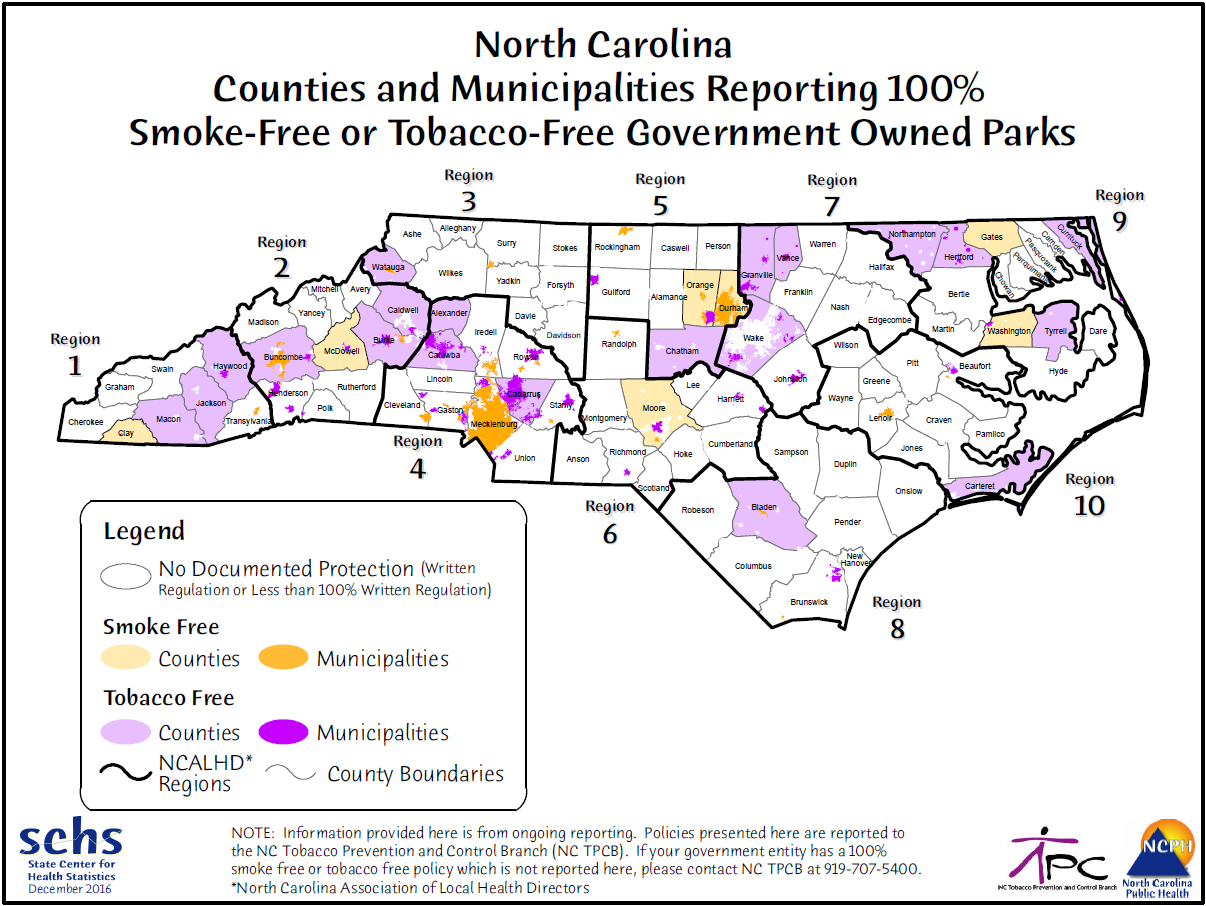 North Carolina
Counties and Municipalities Reporting 100%
Smoke-Free or Tobacco-Free Government Owned Parks
Region
1
Region
2
Region
3
Region
4
Region
5
Region
6
Region
7
Region
8
Region
9
Region
10
Ashe
Alleghany
Surry
Stokes
Rockingham
Caswell
Person
Granville
Vance
Warren
Northampton
Gates
Hertford
Currituck
Camden
Pasquotank
Perquimans
Chowan
Halifax
Bertie
Watauga
Wilkes
Yadkin
Forsyth
Guilford
Alamance
Orange
Durham
Franklin
Nash
Edgecombe
Martin
Washington
Tyrrell
Dare
Mitchell
Avery
Caldwell
Alexander
Iredell
Davie
Davidson
Randolph
Chatham
Wake
Johnston
Wilson
Pitt
Beaufort
Hyde
Madison
Yancey
Burke
Catawba
Rowan
McDowell
Buncombe
Haywood
Swain
Graham
Cherokee
Clay
Macon
Jackson
Transylvania
Henderson
Polk
Rutherford
Cleveland
Lincoln
Gaston
Mecklenburg
Cabarrus
Stanly
Union
Montgomery
Moore
Lee
Harnett
Wayne
Greene
Lenoir
Craven
Pamlico
Jones
Carteret
Anson
Richmond
Hoke
Scotland
Cumberland
Sampson
Duplin
Onslow
Robeson
Bladen
Pender
Columbus
New
Hanover
Brunswick
Legend
No Documented Protection (Written
Regulation or Less than 100% Written Regulation)
Smoke Free
Counties
Municipalities
Tobacco Free
Counties
Municipalities
NCALHD*
Regions
County Boundaries
schs
State Center for
Health Statistics
December 2016
NOTE: Information provided here is from ongoing reporting. Policies presented here are reported to
the NC Tobacco Prevention and Control Branch (NC TPCB). If your government entity has a 100%
smoke free or tobacco free policy which is not reported here, please contact NC TPCB at 919-707-5400.
*North Carolina Association of Local Health Directors
TPC
NC Tobacco Prevention and Control Branch
NCPH
North Carolina
Public Health